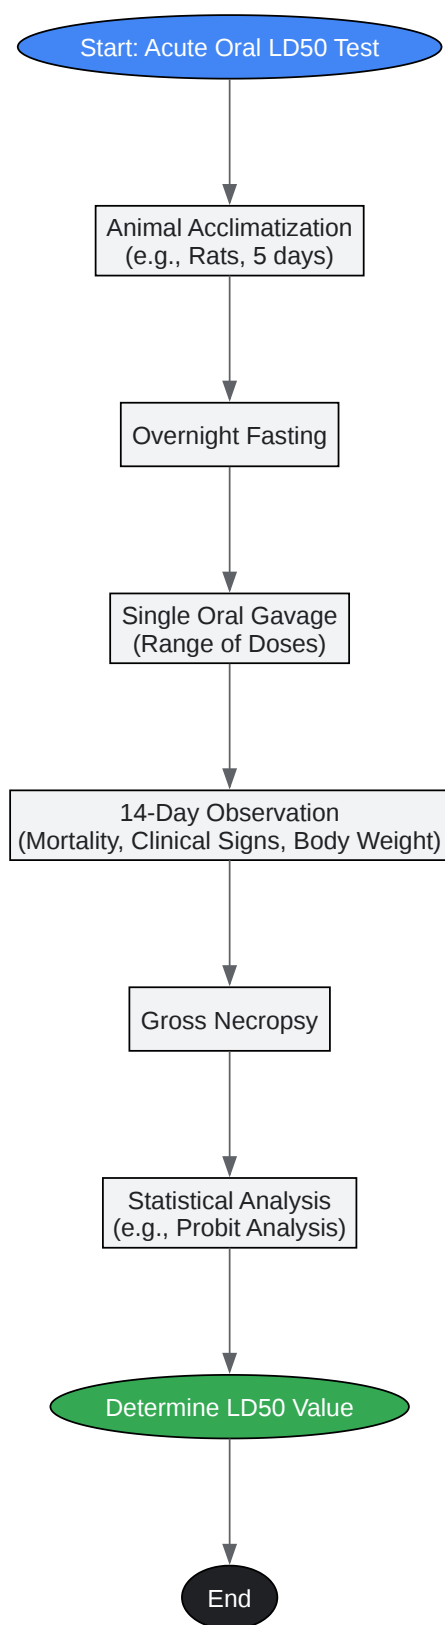 Start: Acute Oral LD50 Test
Animal Acclimatization
(e.g., Rats, 5 days)
Overnight Fasting
Single Oral Gavage
(Range of Doses)
14-Day Observation
(Mortality, Clinical Signs, Body Weight)
Gross Necropsy
Statistical Analysis
(e.g., Probit Analysis)
Determine LD50 Value
End